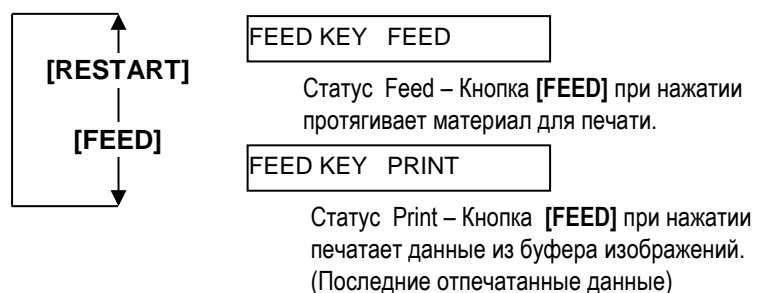 FEED KEY FEED
[RESTART]
Статус Feed – Кнопка [FEED] при нажатии
протягивает материал для печати.
[FEED]
FEED KEY PRINT
Статус Print – Кнопка [FEED] при нажатии
печатает данные из буфера изображений.
(Последние отпечатанные данные)